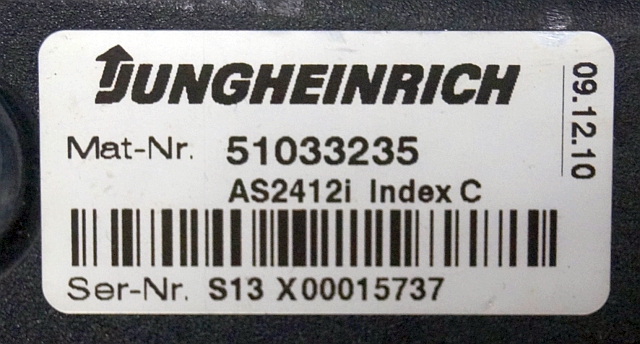 JUNGHEINRICH
Mat-Nr. 51033235
AS2412i Index C
Ser-Nr. S13 X00015737
09.12.10